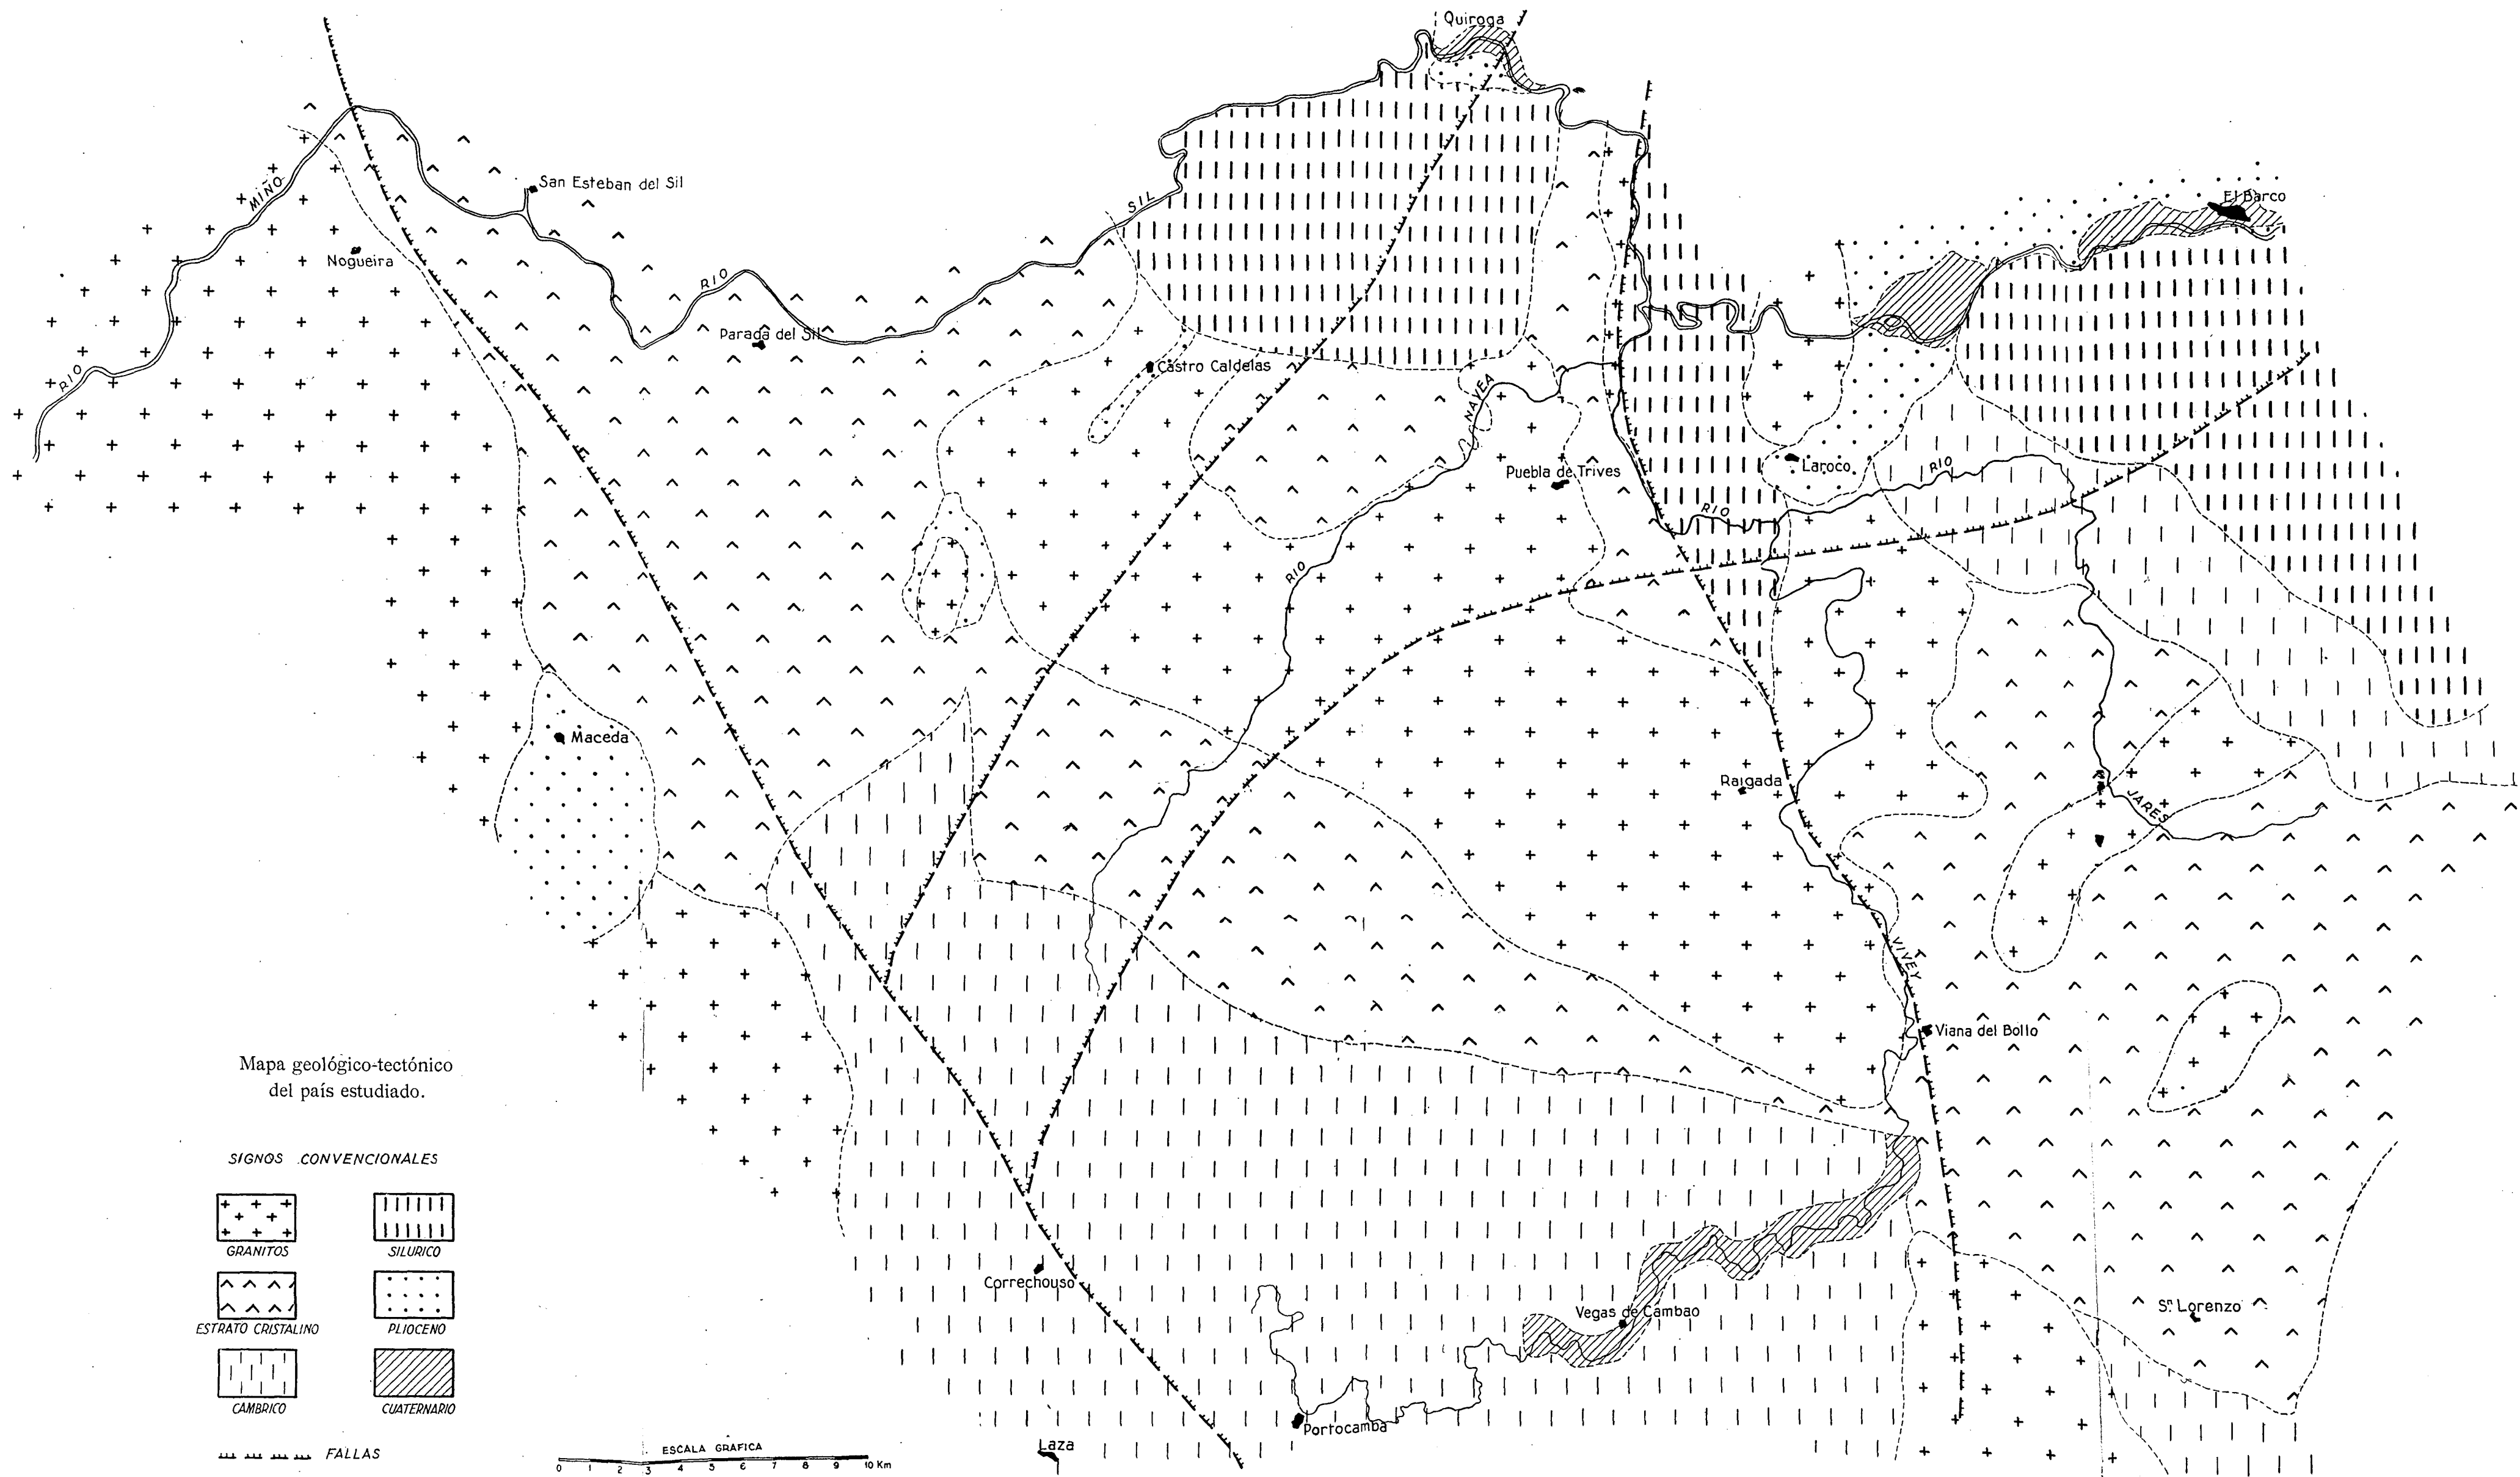 Quiroga
San Esteban del Sil
El Barco
RIO MIÑO
RIO SIL
Nogueira
Parada del Sil
Castro Caldelas
RIO NAVEA
Puebla de Trives
Laroco
RIO
RIO JARES
Maceda
Raigada
VIVEY
Viana del Bollo
Mapa geológico-tectónico
del país estudiado.
SIGNOS CONVENCIONALES
GRANITOS
SILURICO
ESTRATO CRISTALINO
PLIOCENO
CAMBRICO
CUATERNARIO
FALLAS
Correchouso
Vegas de Cambao
Sn. Lorenzo
Portocamba
Laza
ESCALA GRAFICA
0 1 2 3 4 5 6 7 8 9 10 Km